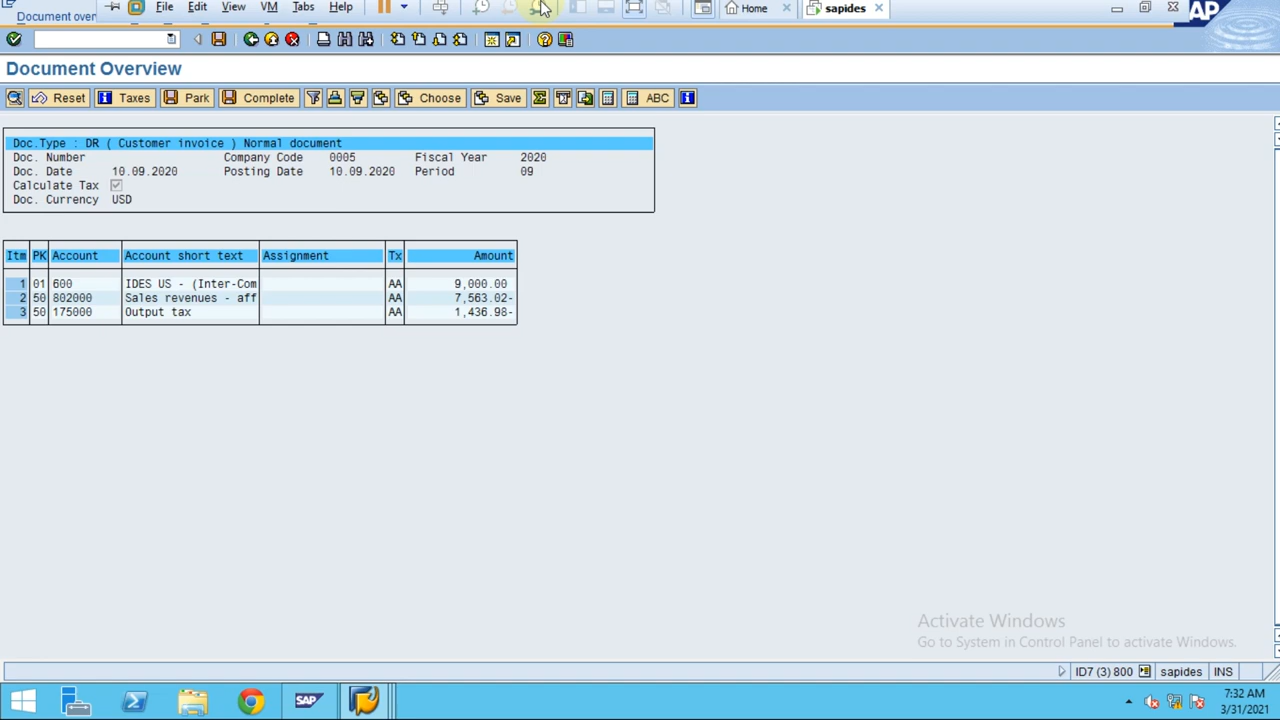 Document over
File Edit View VM Tabs Help
Home
sapides
AP
Document Overview
Reset Taxes Park Complete Choose Save ABC
Doc.Type : DR ( Customer invoice ) Normal document
Doc. Number Company Code 0005 Fiscal Year 2020
Doc. Date 10.09.2020 Posting Date 10.09.2020 Period 09
Calculate Tax
Doc. Currency USD
Itm PK Account Account short text Assignment Tx Amount
1 01 600 IDES US - (Inter-Com AA 9,000.00
2 50 802000 Sales revenues - aff AA 7,563.02-
3 50 175000 Output tax AA 1,436.98-
Activate Windows
Go to System in Control Panel to activate Windows.
ID7 (3) 800 sapides INS
SAP
7:32 AM
3/31/2021